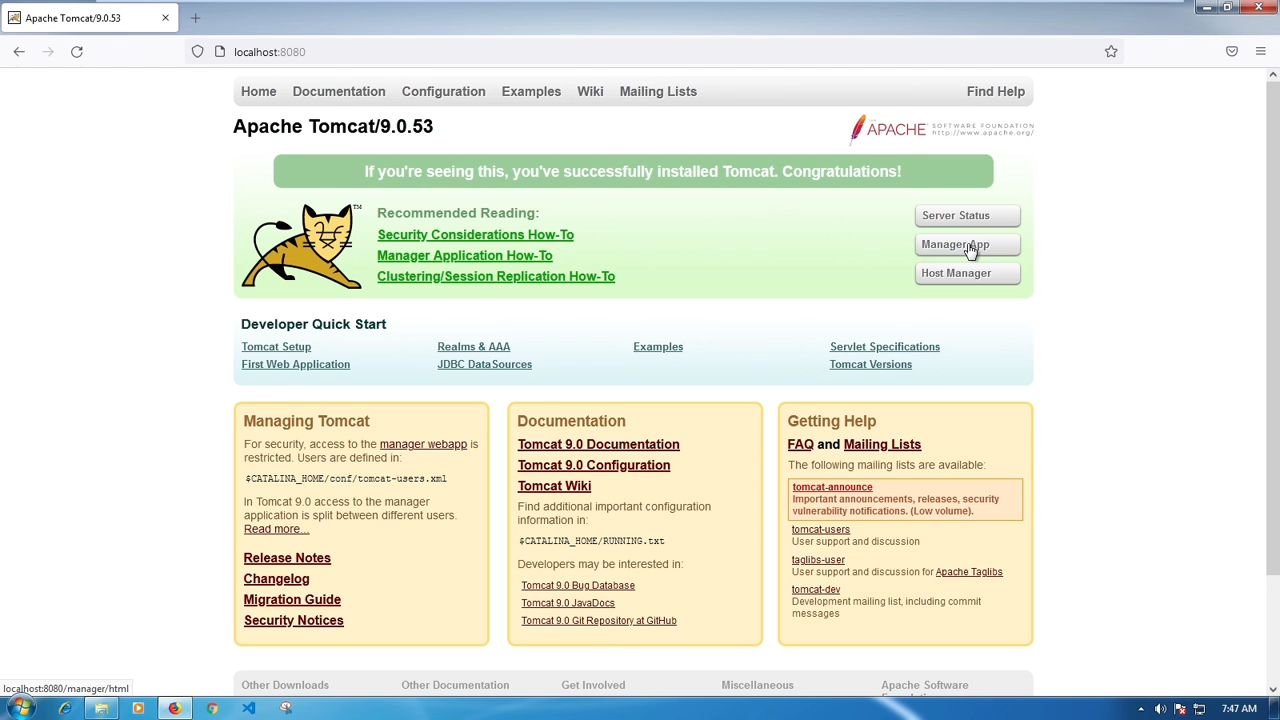 Apache Tomcat/9.0.53
localhost:8080
Home Documentation Configuration Examples Wiki Mailing Lists Find Help
Apache Tomcat/9.0.53
THE
APACHE
SOFTWARE FOUNDATION
http://www.apache.org/
If you're seeing this, you've successfully installed Tomcat. Congratulations!
TM
Recommended Reading:
Security Considerations How-To
Manager Application How-To
Clustering/Session Replication How-To
Server Status
Manager App
Host Manager
Developer Quick Start
Tomcat Setup
First Web Application
Realms & AAA
JDBC DataSources
Examples
Servlet Specifications
Tomcat Versions
Managing Tomcat
For security, access to the manager webapp is
restricted. Users are defined in:
$CATALINA_HOME/conf/tomcat-users.xml
In Tomcat 9.0 access to the manager
application is split between different users.
Read more...
Release Notes
Changelog
Migration Guide
Security Notices
Documentation
Tomcat 9.0 Documentation
Tomcat 9.0 Configuration
Tomcat Wiki
Find additional important configuration
information in:
$CATALINA_HOME/RUNNING.txt
Developers may be interested in:
Tomcat 9.0 Bug Database
Tomcat 9.0 JavaDocs
Tomcat 9.0 Git Repository at GitHub
Getting Help
FAQ and Mailing Lists
The following mailing lists are available:
tomcat-announce
Important announcements, releases, security
vulnerability notifications. (Low volume).
tomcat-users
User support and discussion
taglibs-user
User support and discussion for Apache Taglibs
tomcat-dev
Development mailing list, including commit
messages
Other Downloads
Other Documentation
Get Involved
Miscellaneous
Apache Software
localhost:8080/manager/html
7:47 AM